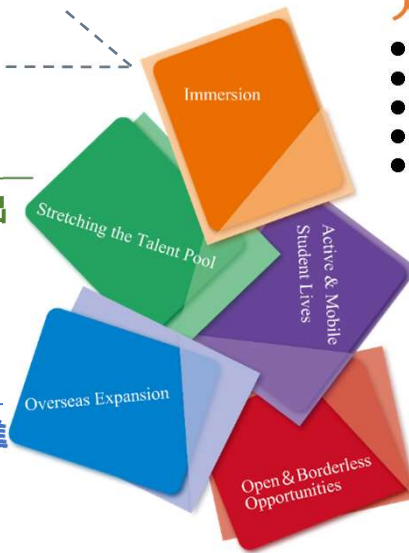 Immersion
Stretching the Talent Pool
Active & Mobile
Student Lives
Overseas Expansion
Open & Borderless
Opportunities